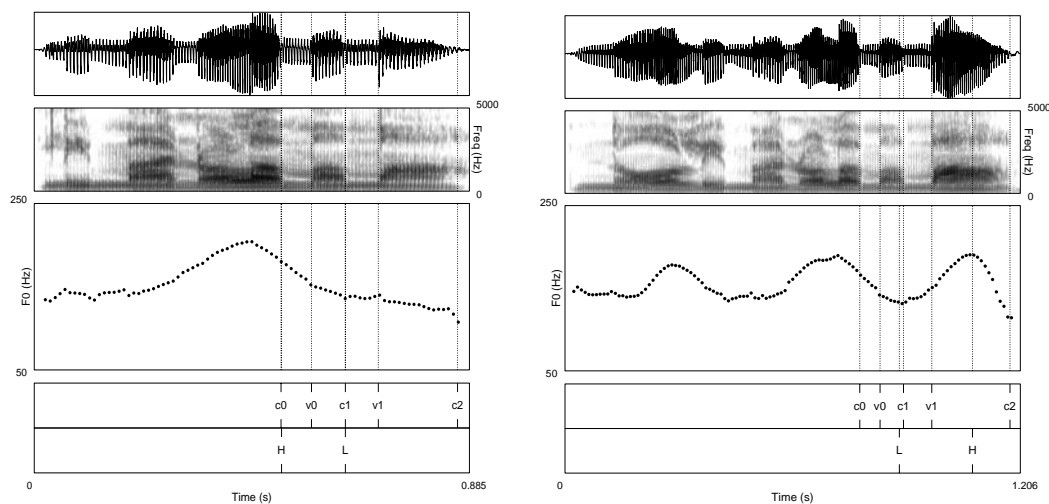 5000
Freq (Hz)
0
250
F0 (Hz)
50
c0 v0 c1 v1 c2
H L
0 0.885
Time (s)
5000
Freq (Hz)
0
250
F0 (Hz)
50
c0 v0 c1 v1 c2
L H
0 1.206
Time (s)